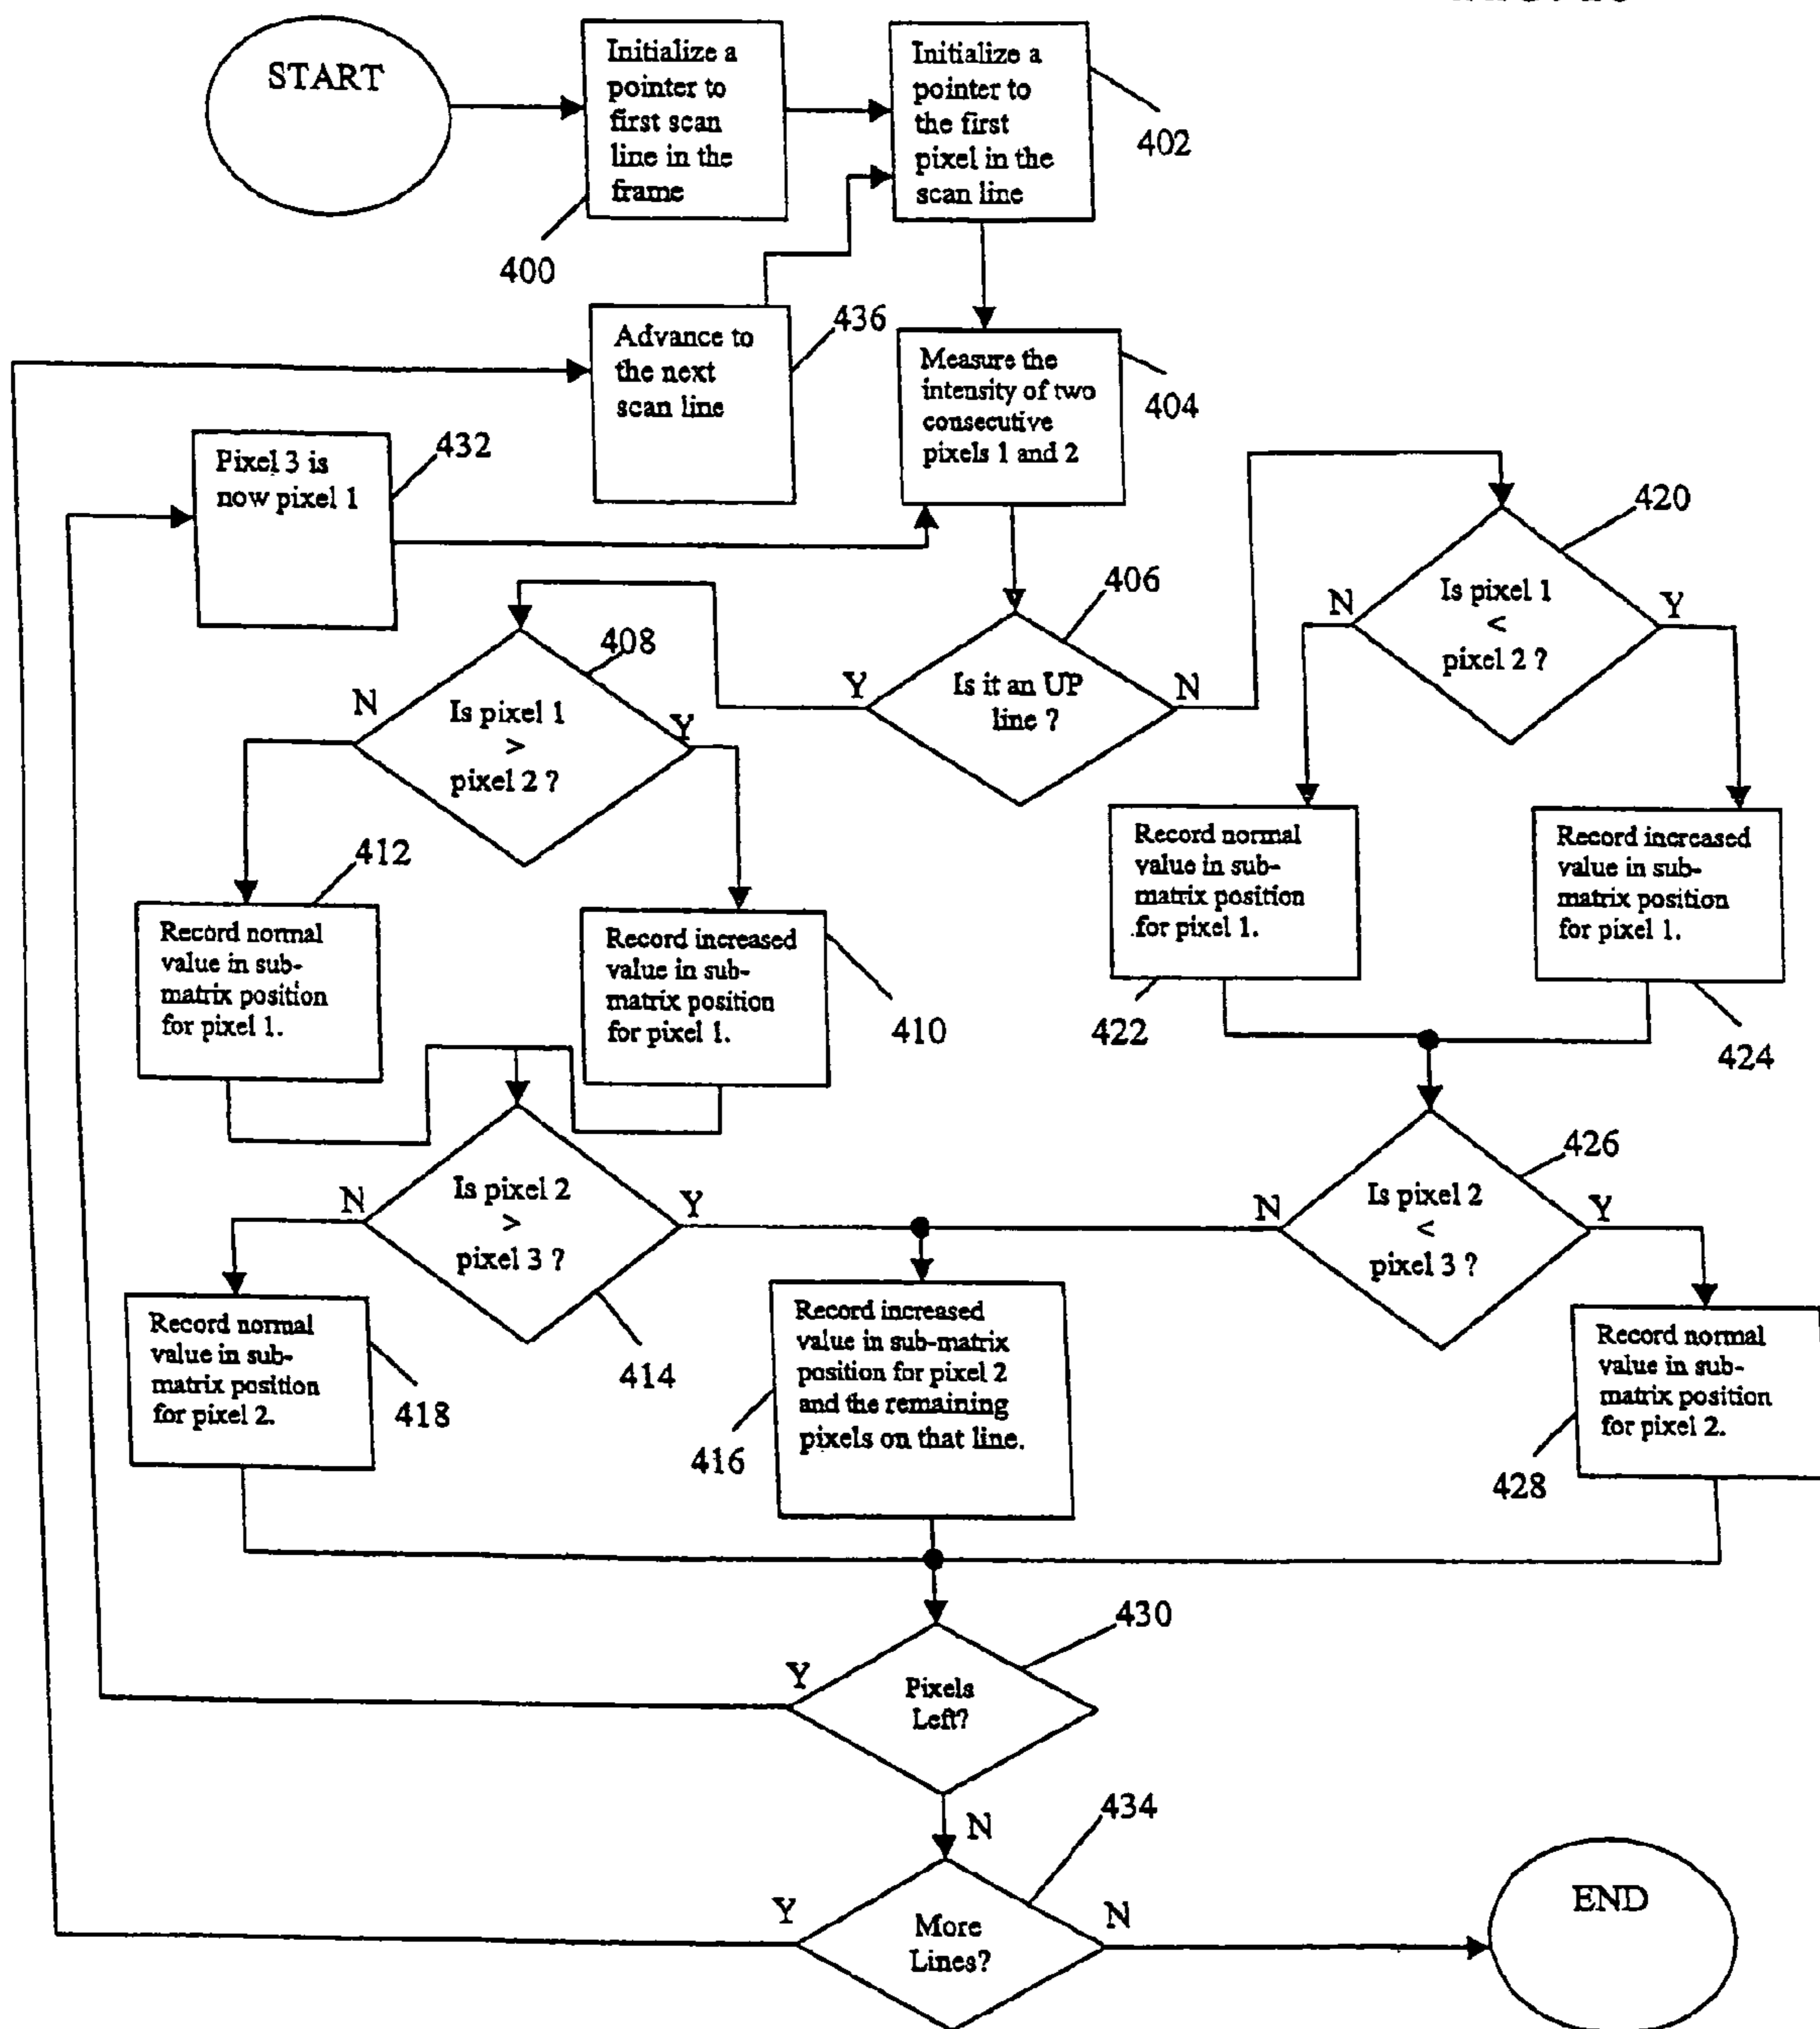 START
Initialize a
pointer to
first scan
line in the
frame
400
Initialize a
pointer to
the first
pixel in the
scan line
402
Advance to
the next
scan line
436
Measure the
intensity of two
consecutive
pixels 1 and 2
404
Pixel 3 is
now pixel 1
432
406
Is it an UP
line ?
Y
N
408
Is pixel 1
>
pixel 2 ?
N
Y
420
Is pixel 1
<
pixel 2 ?
N
Y
412
Record normal
value in sub-
matrix position
for pixel 1.
Record increased
value in sub-
matrix position
for pixel 1.
410
Record normal
value in sub-
matrix position
for pixel 1.
422
Record increased
value in sub-
matrix position
for pixel 1.
424
Is pixel 2
>
pixel 3 ?
N
Y
414
426
Is pixel 2
<
pixel 3 ?
N
Y
Record normal
value in sub-
matrix position
for pixel 2.
418
Record increased
value in sub-matrix
position for pixel 2
and the remaining
pixels on that line.
416
Record normal
value in sub-
matrix position
for pixel 2.
428
430
Pixels
Left?
Y
N
434
More
Lines?
Y
N
END